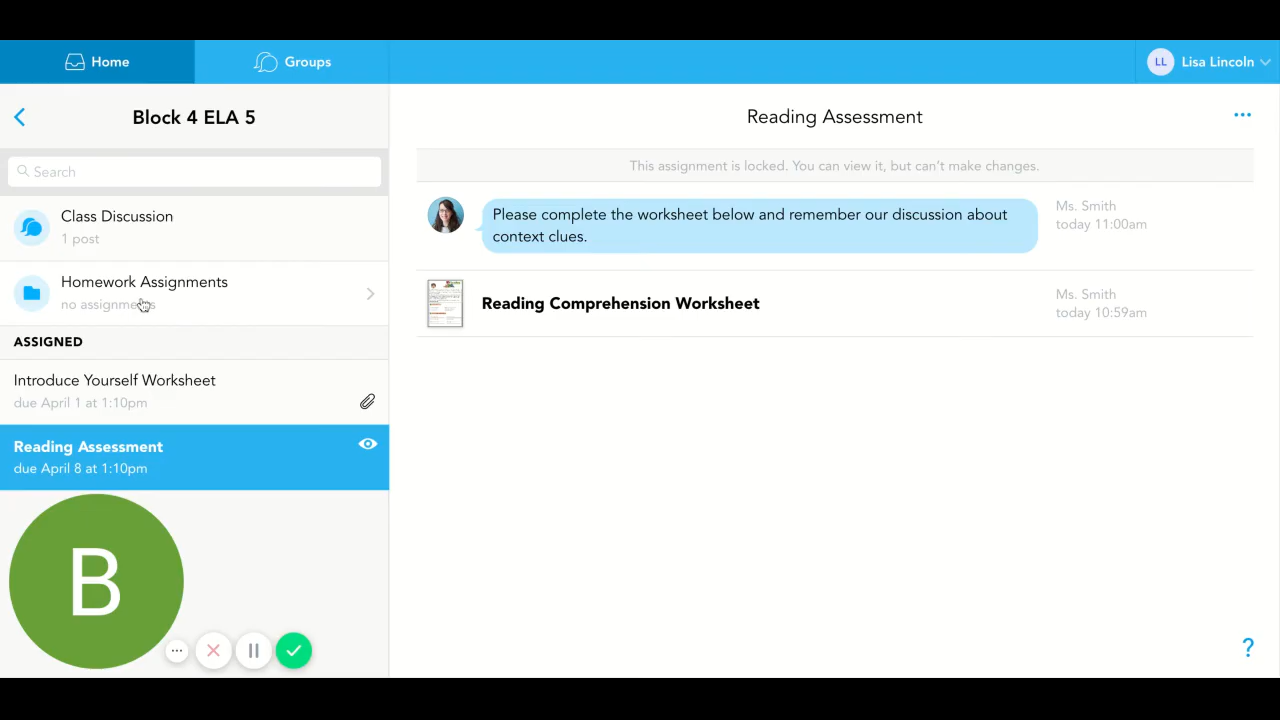 Home
Groups
LL
Lisa Lincoln
Block 4 ELA 5
Search
Class Discussion
1 post
Homework Assignments
no assignments
ASSIGNED
Introduce Yourself Worksheet
due April 1 at 1:10pm
Reading Assessment
due April 8 at 1:10pm
B
Reading Assessment
This assignment is locked. You can view it, but can't make changes.
Please complete the worksheet below and remember our discussion about
context clues.
Ms. Smith
today 11:00am
Reading Comprehension Worksheet
Ms. Smith
today 10:59am
?